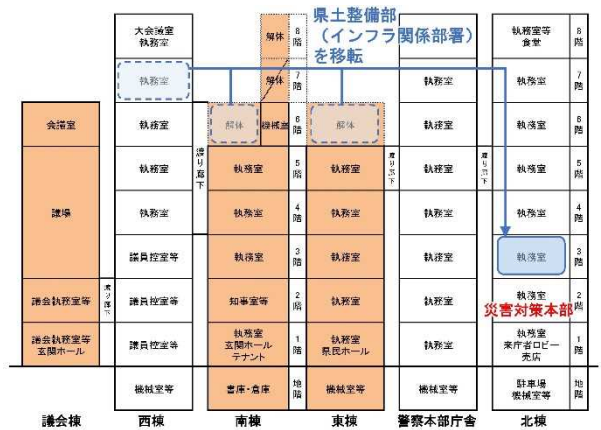 県土整備部
（インフラ関係部署）
を移転
大会議室
執務室
解体
8階
執務室等
食堂
8階
執務室
解体
7階
執務室
執務室
7階
会議室
執務室
解体
機械室
6階
解体
執務室
執務室
6階
議場
執務室
渡り廊下
執務室
5階
執務室
渡り廊下
執務室
渡り廊下
執務室
5階
執務室
執務室
4階
執務室
執務室
執務室
4階
議員控室等
執務室
3階
執務室
執務室
執務室
3階
議会執務室等
渡り廊下
議員控室等
知事室等
2階
執務室
執務室
執務室
災害対策本部
2階
議会執務室等
玄関ホール
議員控室等
執務室
玄関ホール
テナント
1階
執務室
県民ホール
執務室
執務室
来庁者ロビー
売店
1階
機械室等
書庫・倉庫
地階
機械室等
機械室等
駐車場
機械室等
地階
議会棟
西棟
南棟
東棟
警察本部庁舎
北棟